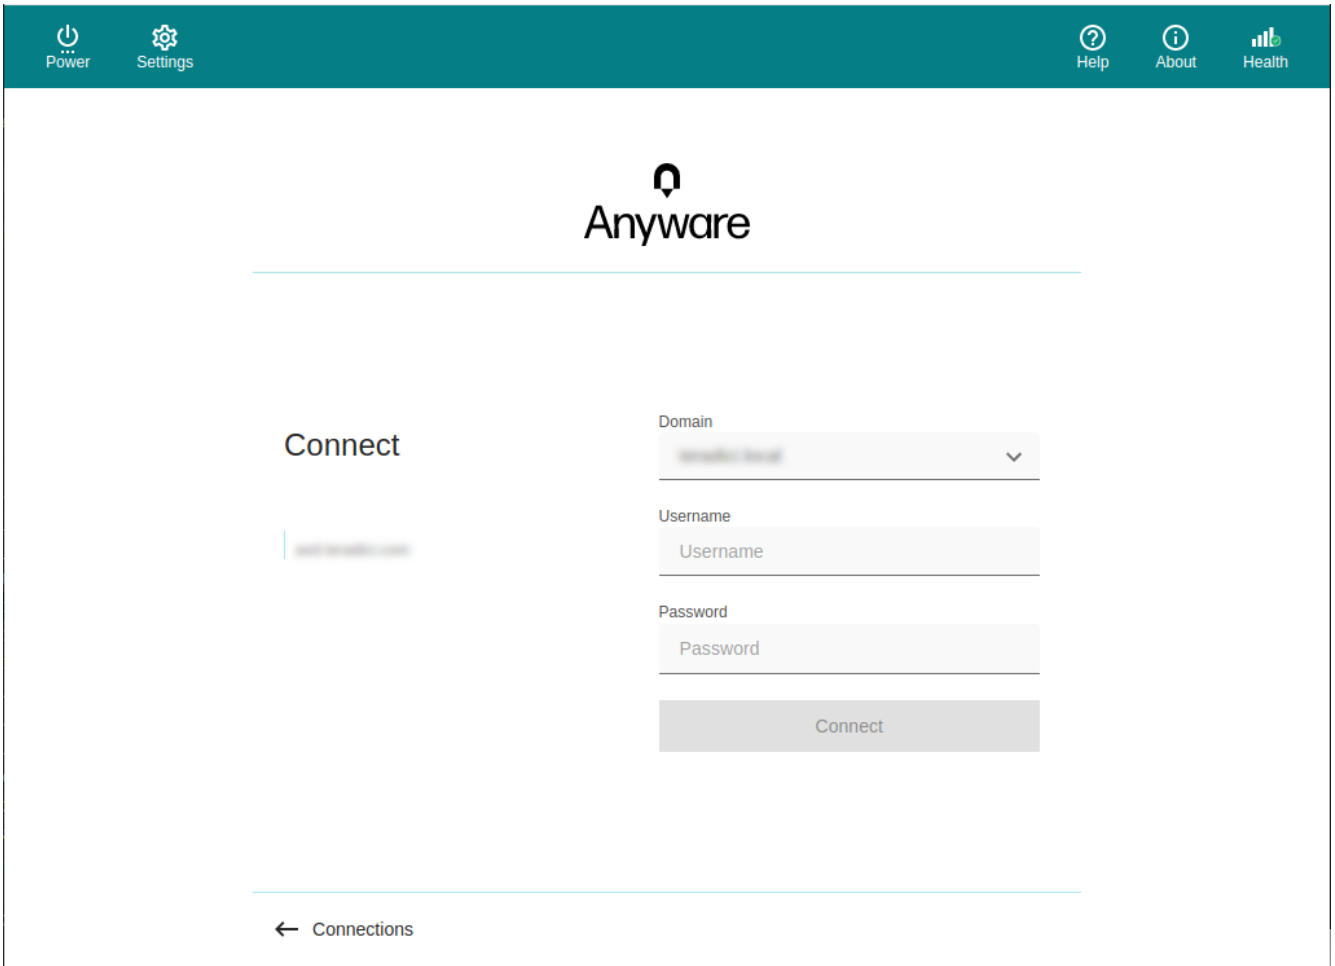 Power
Settings
Help
About
Health
Anyware
Connect
Domain
Username
Username
Password
Password
Connect
Connections